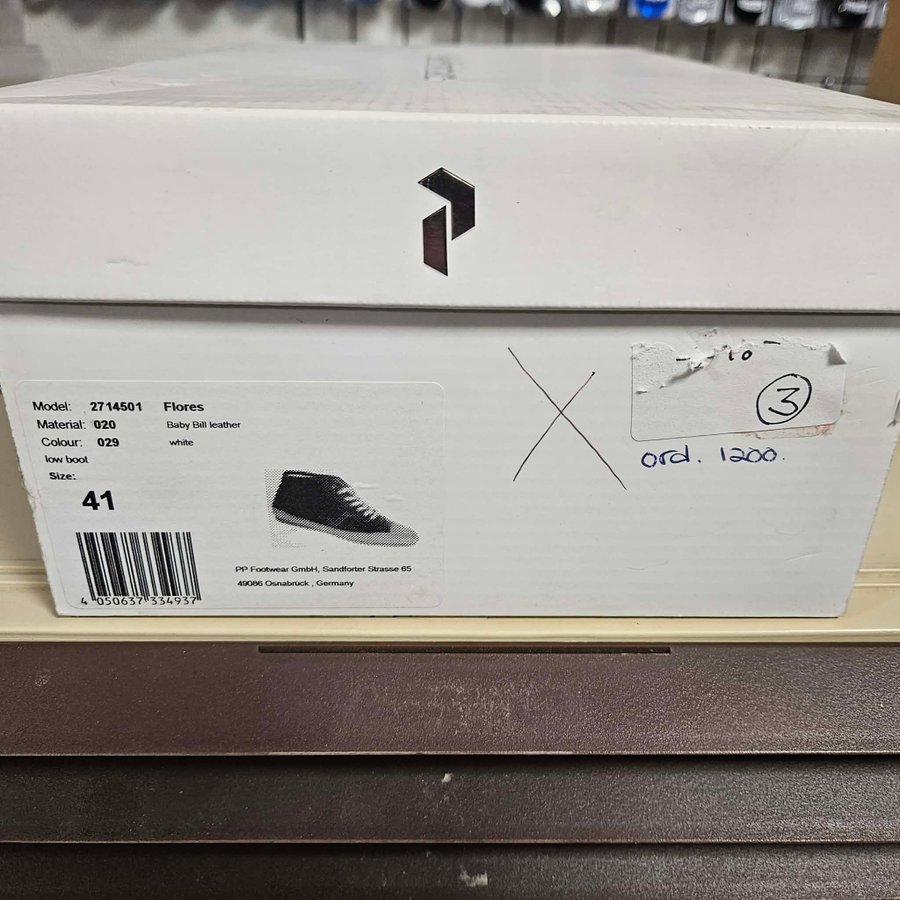 Model: 2714501 Flores
Material: 020 Baby Bill leather
Colour: 029 white
low boot
Size:
41
PP Footwear GmbH, Sandforter Strasse 65
49086 Osnabrück , Germany
4 050637 334937
3
ord. 1200.